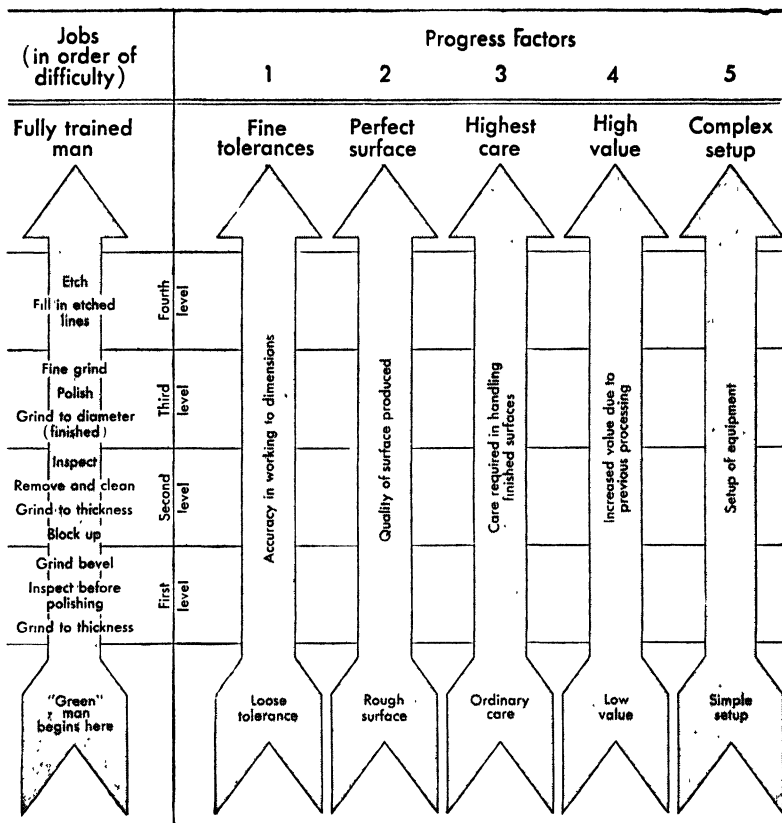 Jobs
(in order of
difficulty)
Progress Factors
1 2 3 4 5
Fully trained
man
Fine
tolerances
Perfect
surface
Highest
care
High
value
Complex
setup
Etch
Fill in etched
lines
Fourth
level
Fine grind
Polish
Grind to diameter
(finished)
Third
level
Inspect
Remove and clean
Grind to thickness
Block up
Second
level
Grind bevel
Inspect before
polishing
Grind to thickness
First
level
Accuracy in working to dimensions
Quality of surface produced
Care required in handling
finished surfaces
Increased value due to
previous processing
Setup of equipment
"Green"
man
begins here
Loose
tolerance
Rough
surface
Ordinary
care
Low
value
Simple
setup